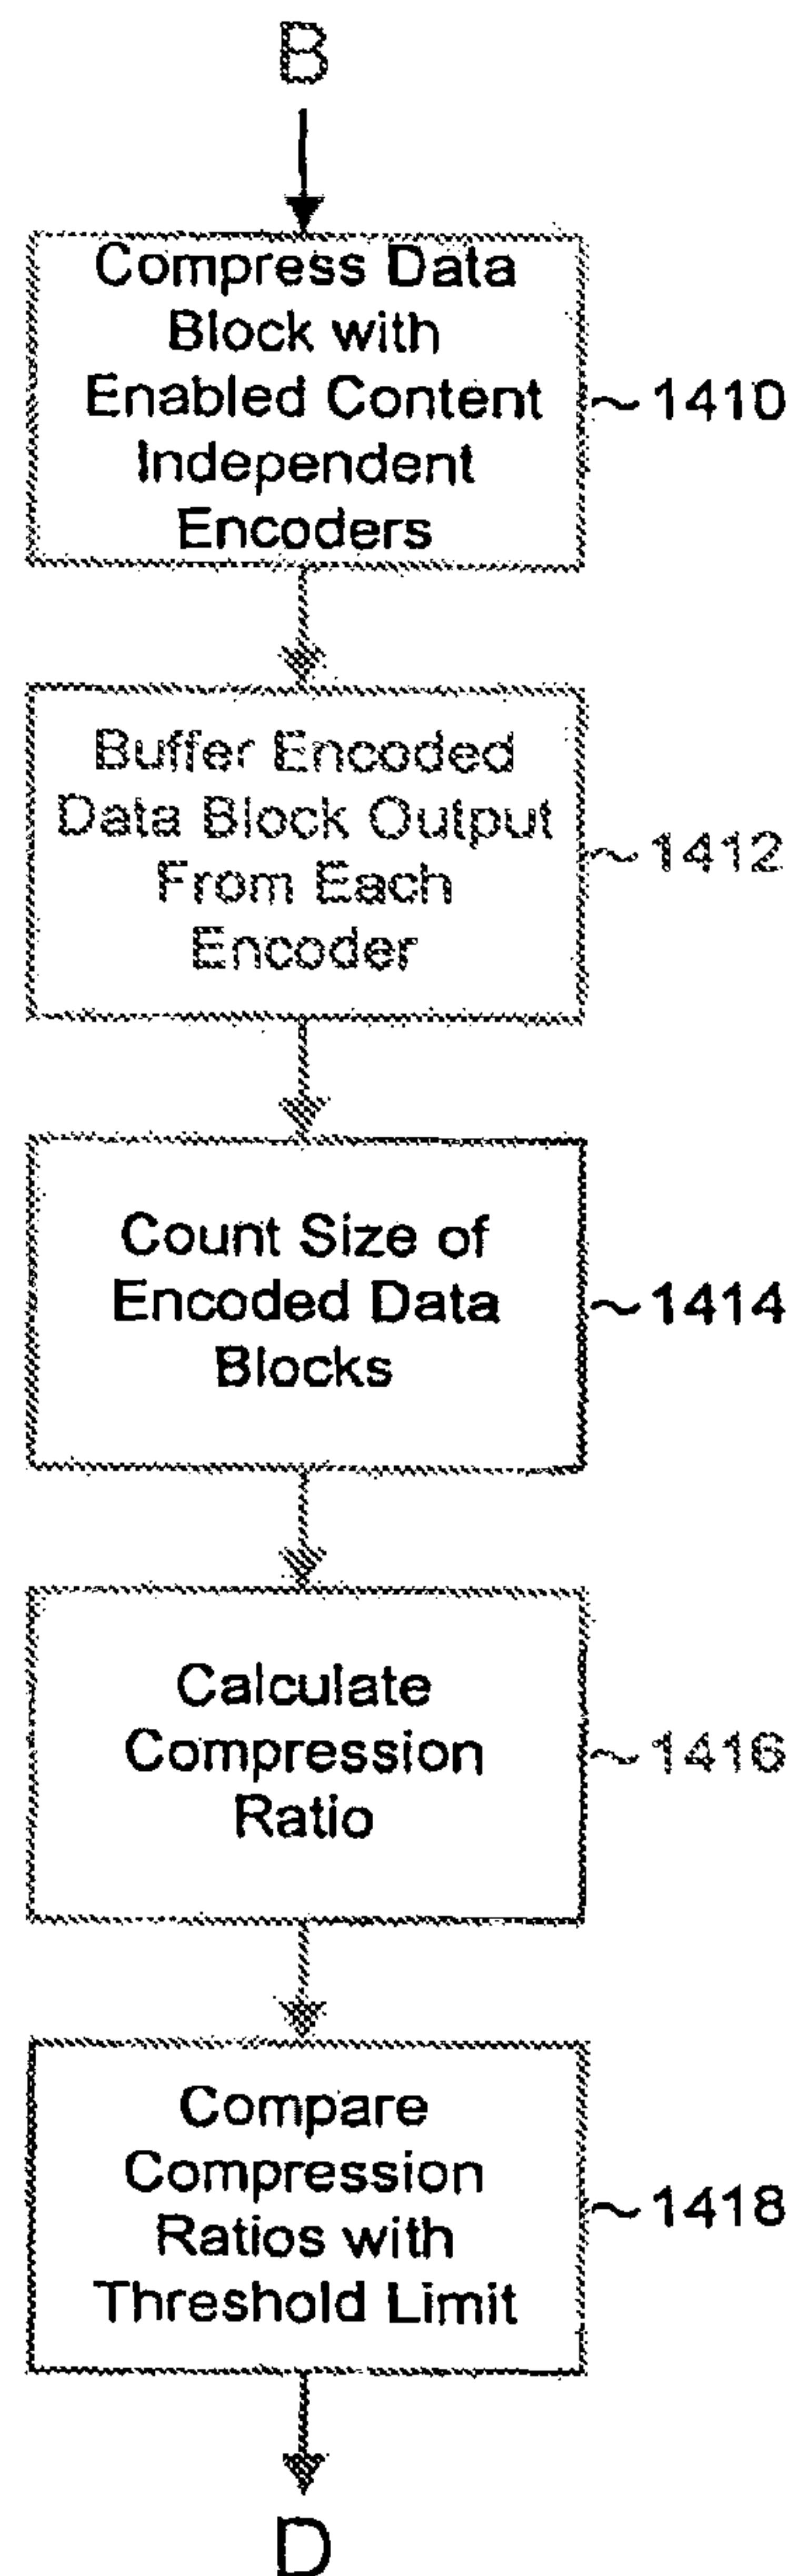 B
Compress Data
Block with
Enabled Content
Independent
Encoders
~1410
Buffer Encoded
Data Block Output
From Each
Encoder
~1412
Count Size of
Encoded Data
Blocks
~1414
Calculate
Compression
Ratio
~1416
Compare
Compression
Ratios with
Threshold Limit
~1418
D